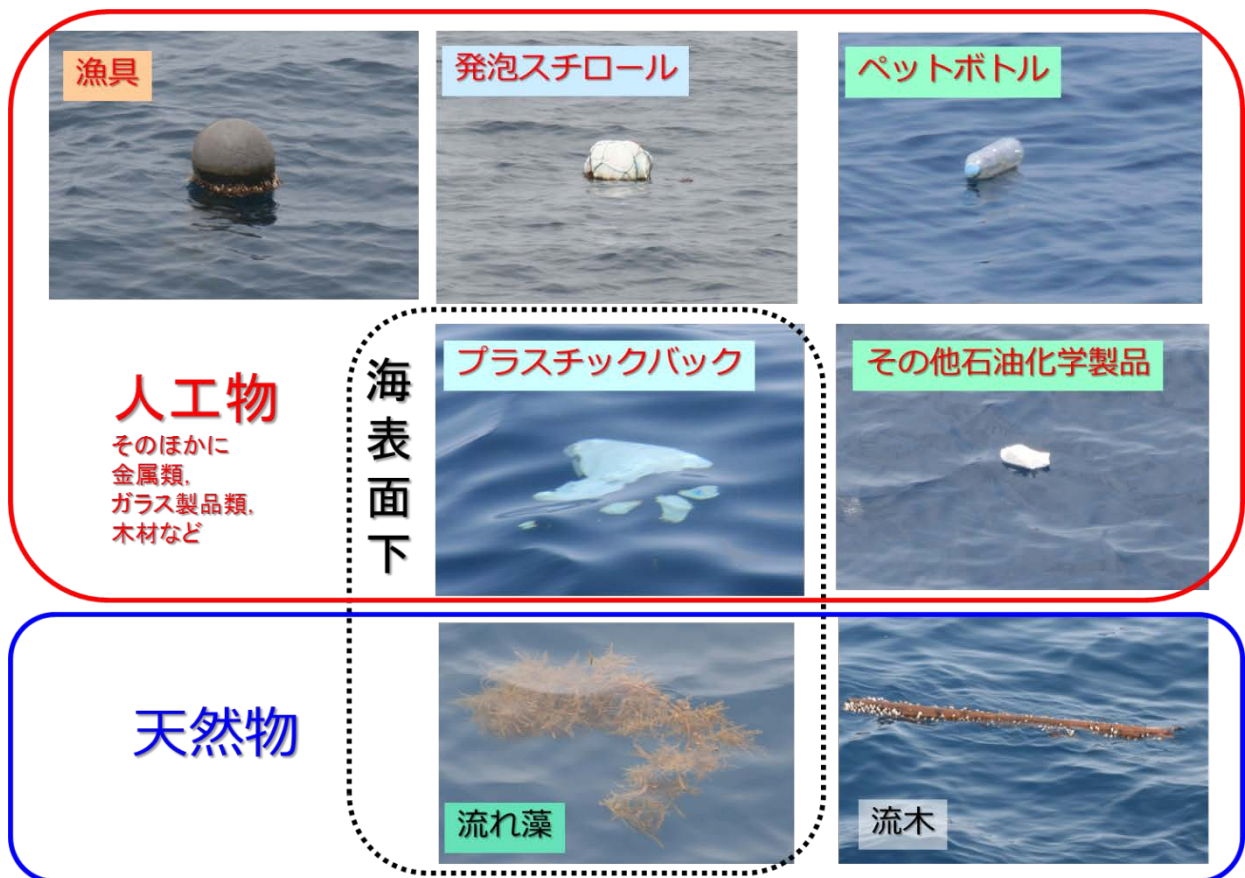 漁具
発泡スチロール
ペットボトル
人工物
そのほかに
金属類,
ガラス製品類,
木材など
海表面下
プラスチックバック
その他石油化学製品
天然物
流れ藻
流木